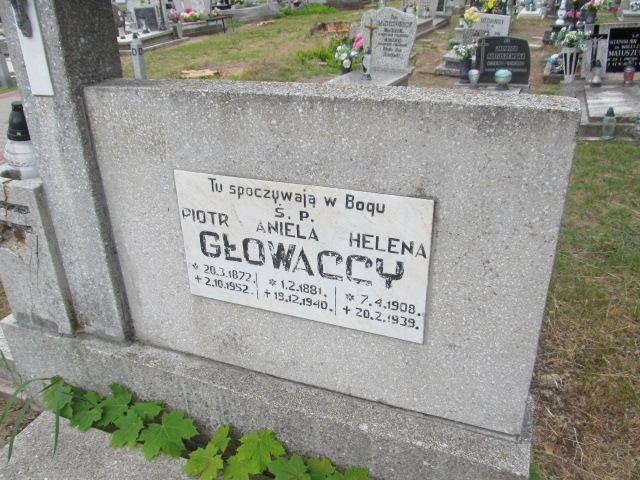 Tu spoczywają w Bogu
Ś. P.
PIOTR ANIELA HELENA
GŁOWACCY
* 20.3.1872. * 1.2.1881. * 7.4.1908.
+ 2.10.1952. + 19.12.1940. + 20.2.1939.
MATUSZEWSKA